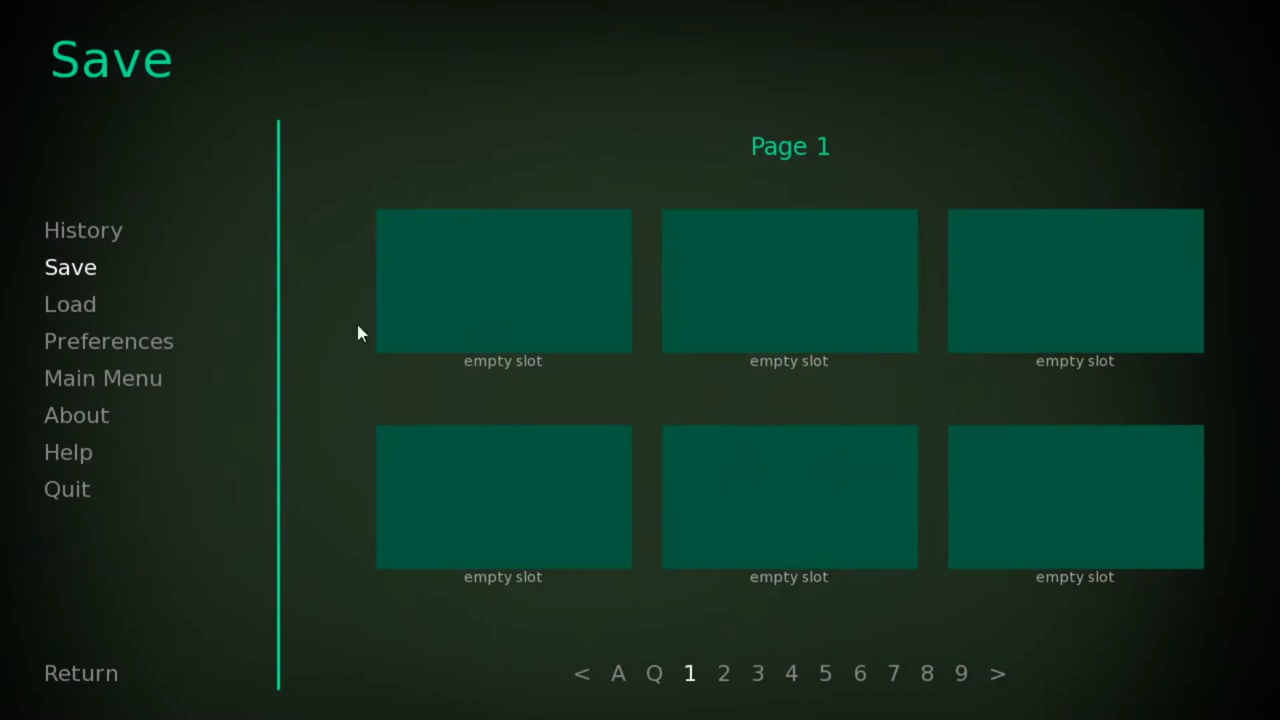 Save
Page 1
History
Save
Load
Preferences
Main Menu
About
Help
Quit
Return
empty slot empty slot empty slot
empty slot empty slot empty slot
< A Q 1 2 3 4 5 6 7 8 9 >